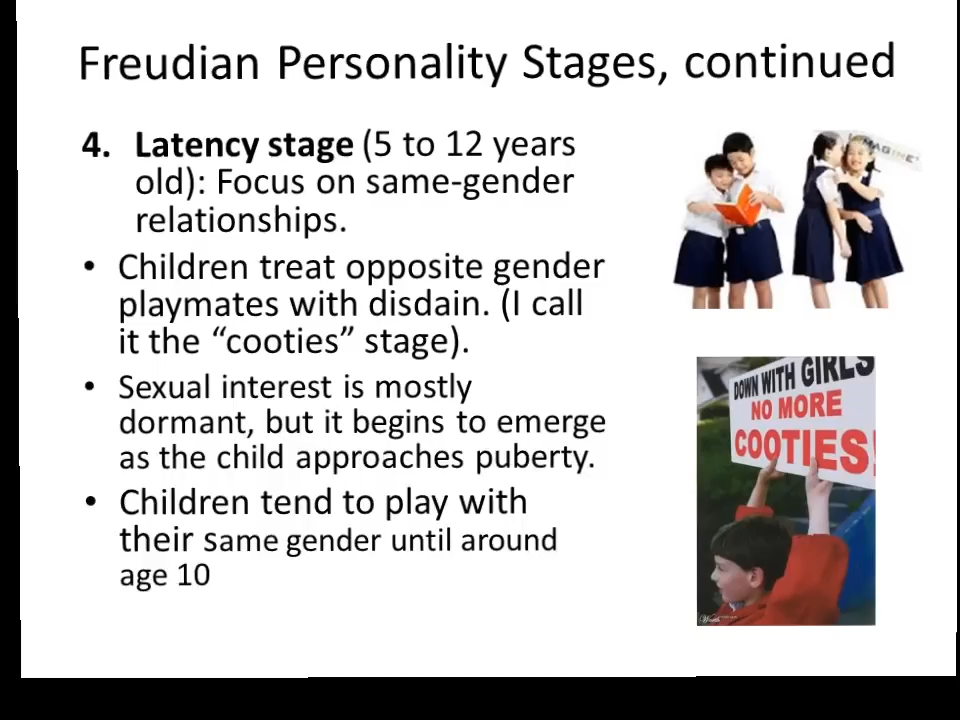 Freudian Personality Stages, continued
4. Latency stage (5 to 12 years
old): Focus on same-gender
relationships.
• Children treat opposite gender
playmates with disdain. (I call
it the “cooties” stage).
• Sexual interest is mostly
dormant, but it begins to emerge
as the child approaches puberty.
• Children tend to play with
their same gender until around
age 10
DOWN WITH GIRLS
NO MORE
COOTIES!